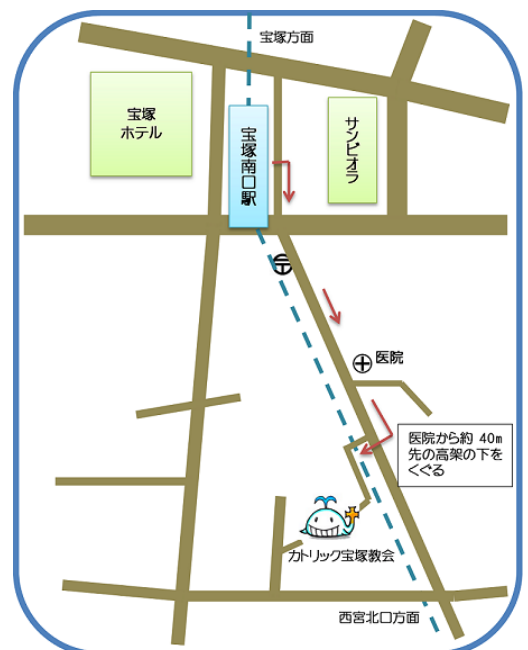 宝塚方面
宝塚
ホテル
宝塚南口駅
サンビオラ
〒
医院
医院から約 40m
先の高架の下を
くぐる
カトリック宝塚教会
西宮北口方面